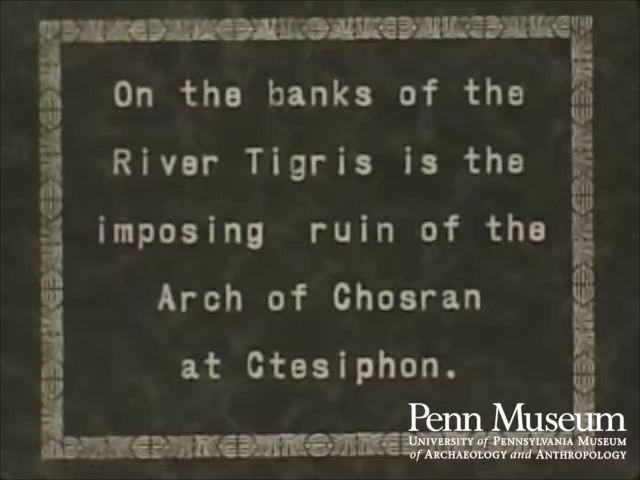 On the banks of the
River Tigris is the
imposing ruin of the
Arch of Chosran
at Ctesiphon.
Penn Museum
UNIVERSITY of PENNSYLVANIA MUSEUM
of ARCHAEOLOGY and ANTHROPOLOGY